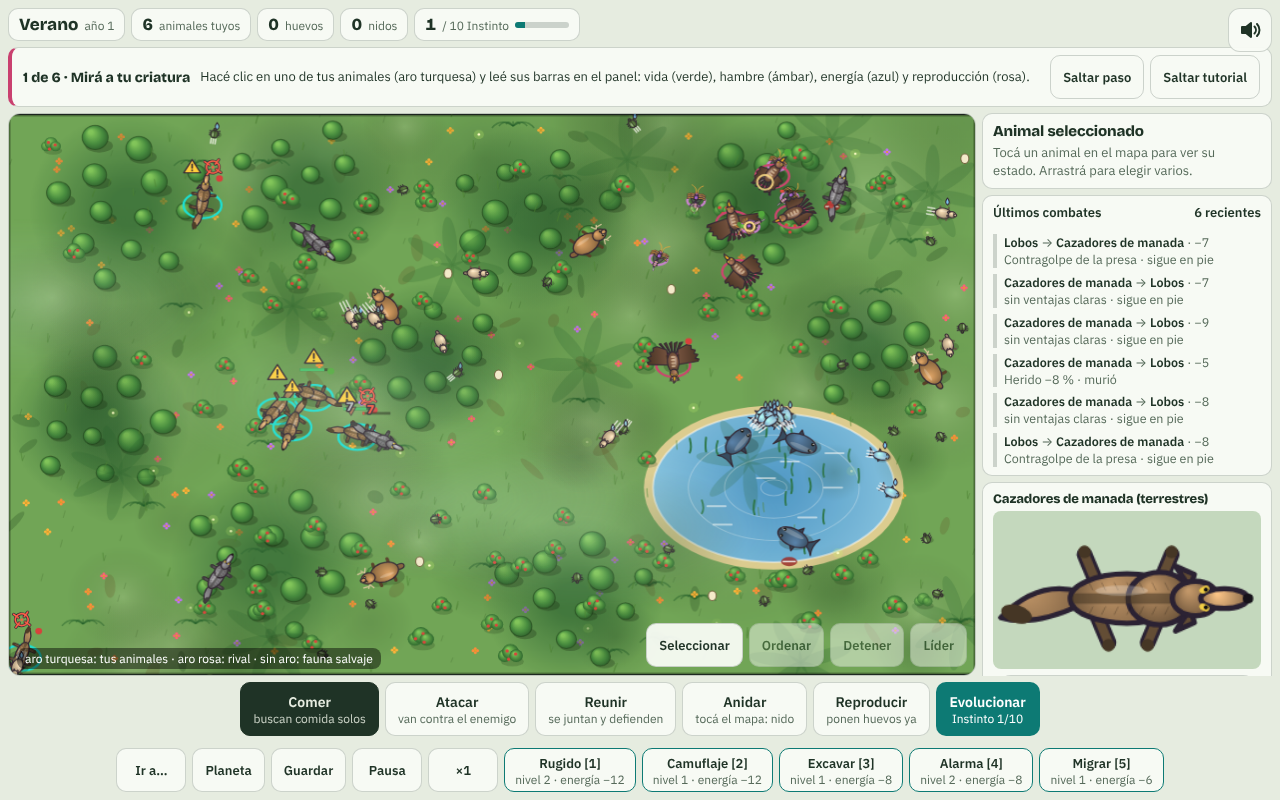 Verano año 1
6 animales tuyos
0 huevos
0 nidos
1 / 10 Instinto
1 de 6 · Mirá a tu criatura
Hacé clic en uno de tus animales (aro turquesa) y leé sus barras en el panel: vida (verde), hambre (ámbar), energía (azul) y reproducción (rosa).
Saltar paso
Saltar tutorial
Animal seleccionado
Tocá un animal en el mapa para ver su
estado. Arrastrá para elegir varios.
Últimos combates
6 recientes
Lobos → Cazadores de manada · −7
Contragolpe de la presa · sigue en pie
Cazadores de manada → Lobos · −7
sin ventajas claras · sigue en pie
Cazadores de manada → Lobos · −9
sin ventajas claras · sigue en pie
Cazadores de manada → Lobos · −5
Herido −8 % · murió
Cazadores de manada → Lobos · −8
sin ventajas claras · sigue en pie
Lobos → Cazadores de manada · −8
Contragolpe de la presa · sigue en pie
Cazadores de manada (terrestres)
aro turquesa: tus animales · aro rosa: rival · sin aro: fauna salvaje
Seleccionar
Ordenar
Detener
Líder
Comer
buscan comida solos
Atacar
van contra el enemigo
Reunir
se juntan y defienden
Anidar
tocá el mapa: nido
Reproducir
ponen huevos ya
Evolucionar
Instinto 1/10
Ir a...
Planeta
Guardar
Pausa
×1
Rugido [1]
nivel 2 · energía −12
Camuflaje [2]
nivel 1 · energía −12
Excavar [3]
nivel 1 · energía −8
Alarma [4]
nivel 2 · energía −8
Migrar [5]
nivel 1 · energía −6